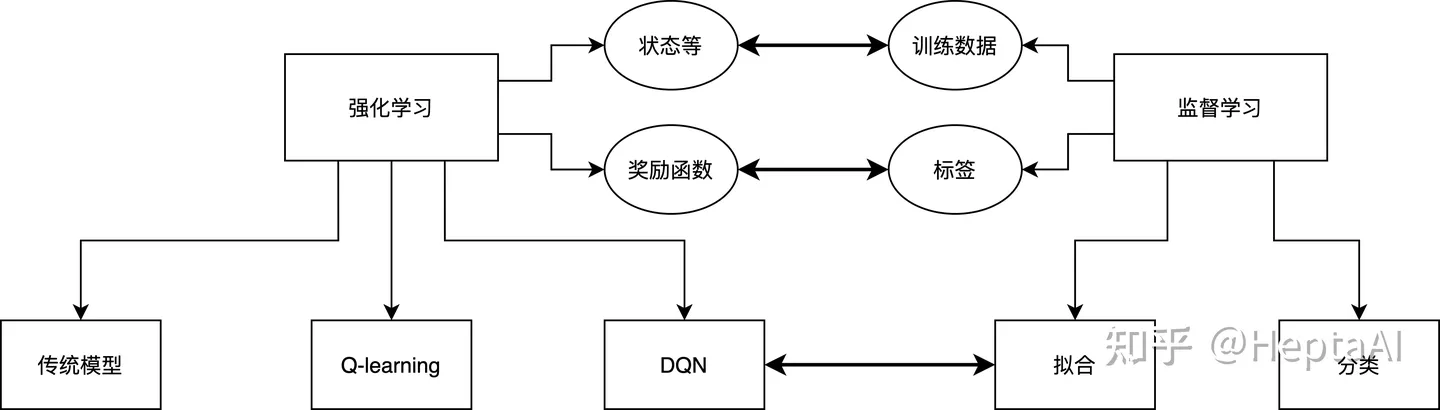 状态等
训练数据
强化学习
监督学习
奖励函数
标签
传统模型
Q-learning
DQN
拟合
分类
知乎 @HeptaAI